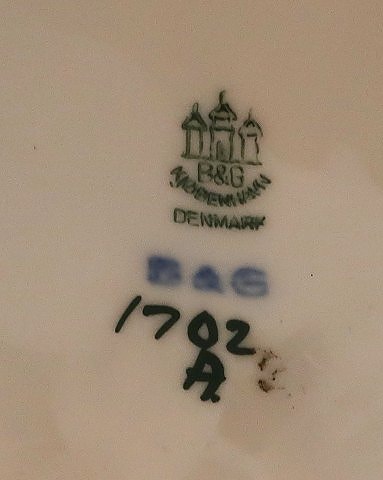 B&G
KJØBENHAVN
DENMARK
B & G
1702
A